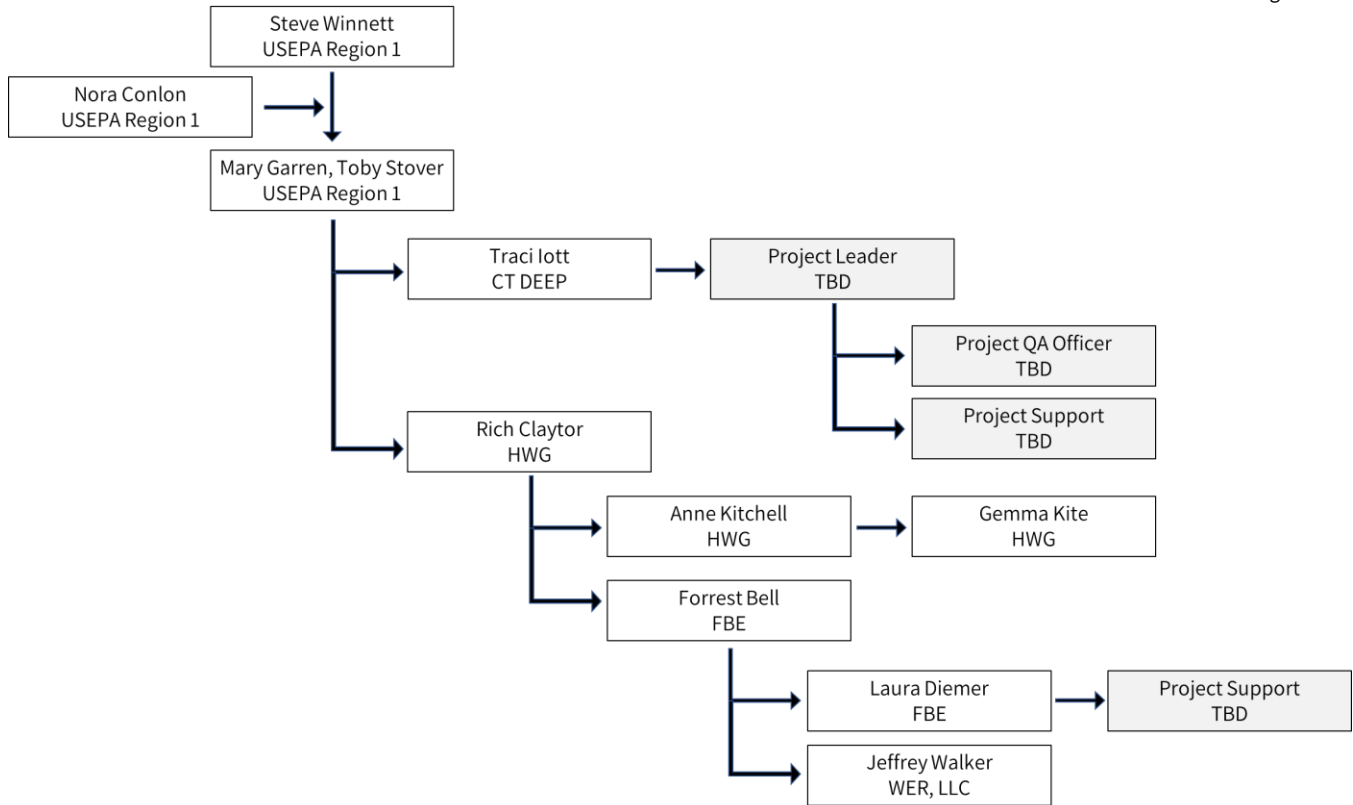 Steve Winnett
USEPA Region 1
Nora Conlon
USEPA Region 1
Mary Garren, Toby Stover
USEPA Region 1
Traci Iott
CT DEEP
Project Leader
TBD
Project QA Officer
TBD
Project Support
TBD
Rich Claytor
HWG
Anne Kitchell
HWG
Gemma Kite
HWG
Forrest Bell
FBE
Laura Diemer
FBE
Project Support
TBD
Jeffrey Walker
WER, LLC